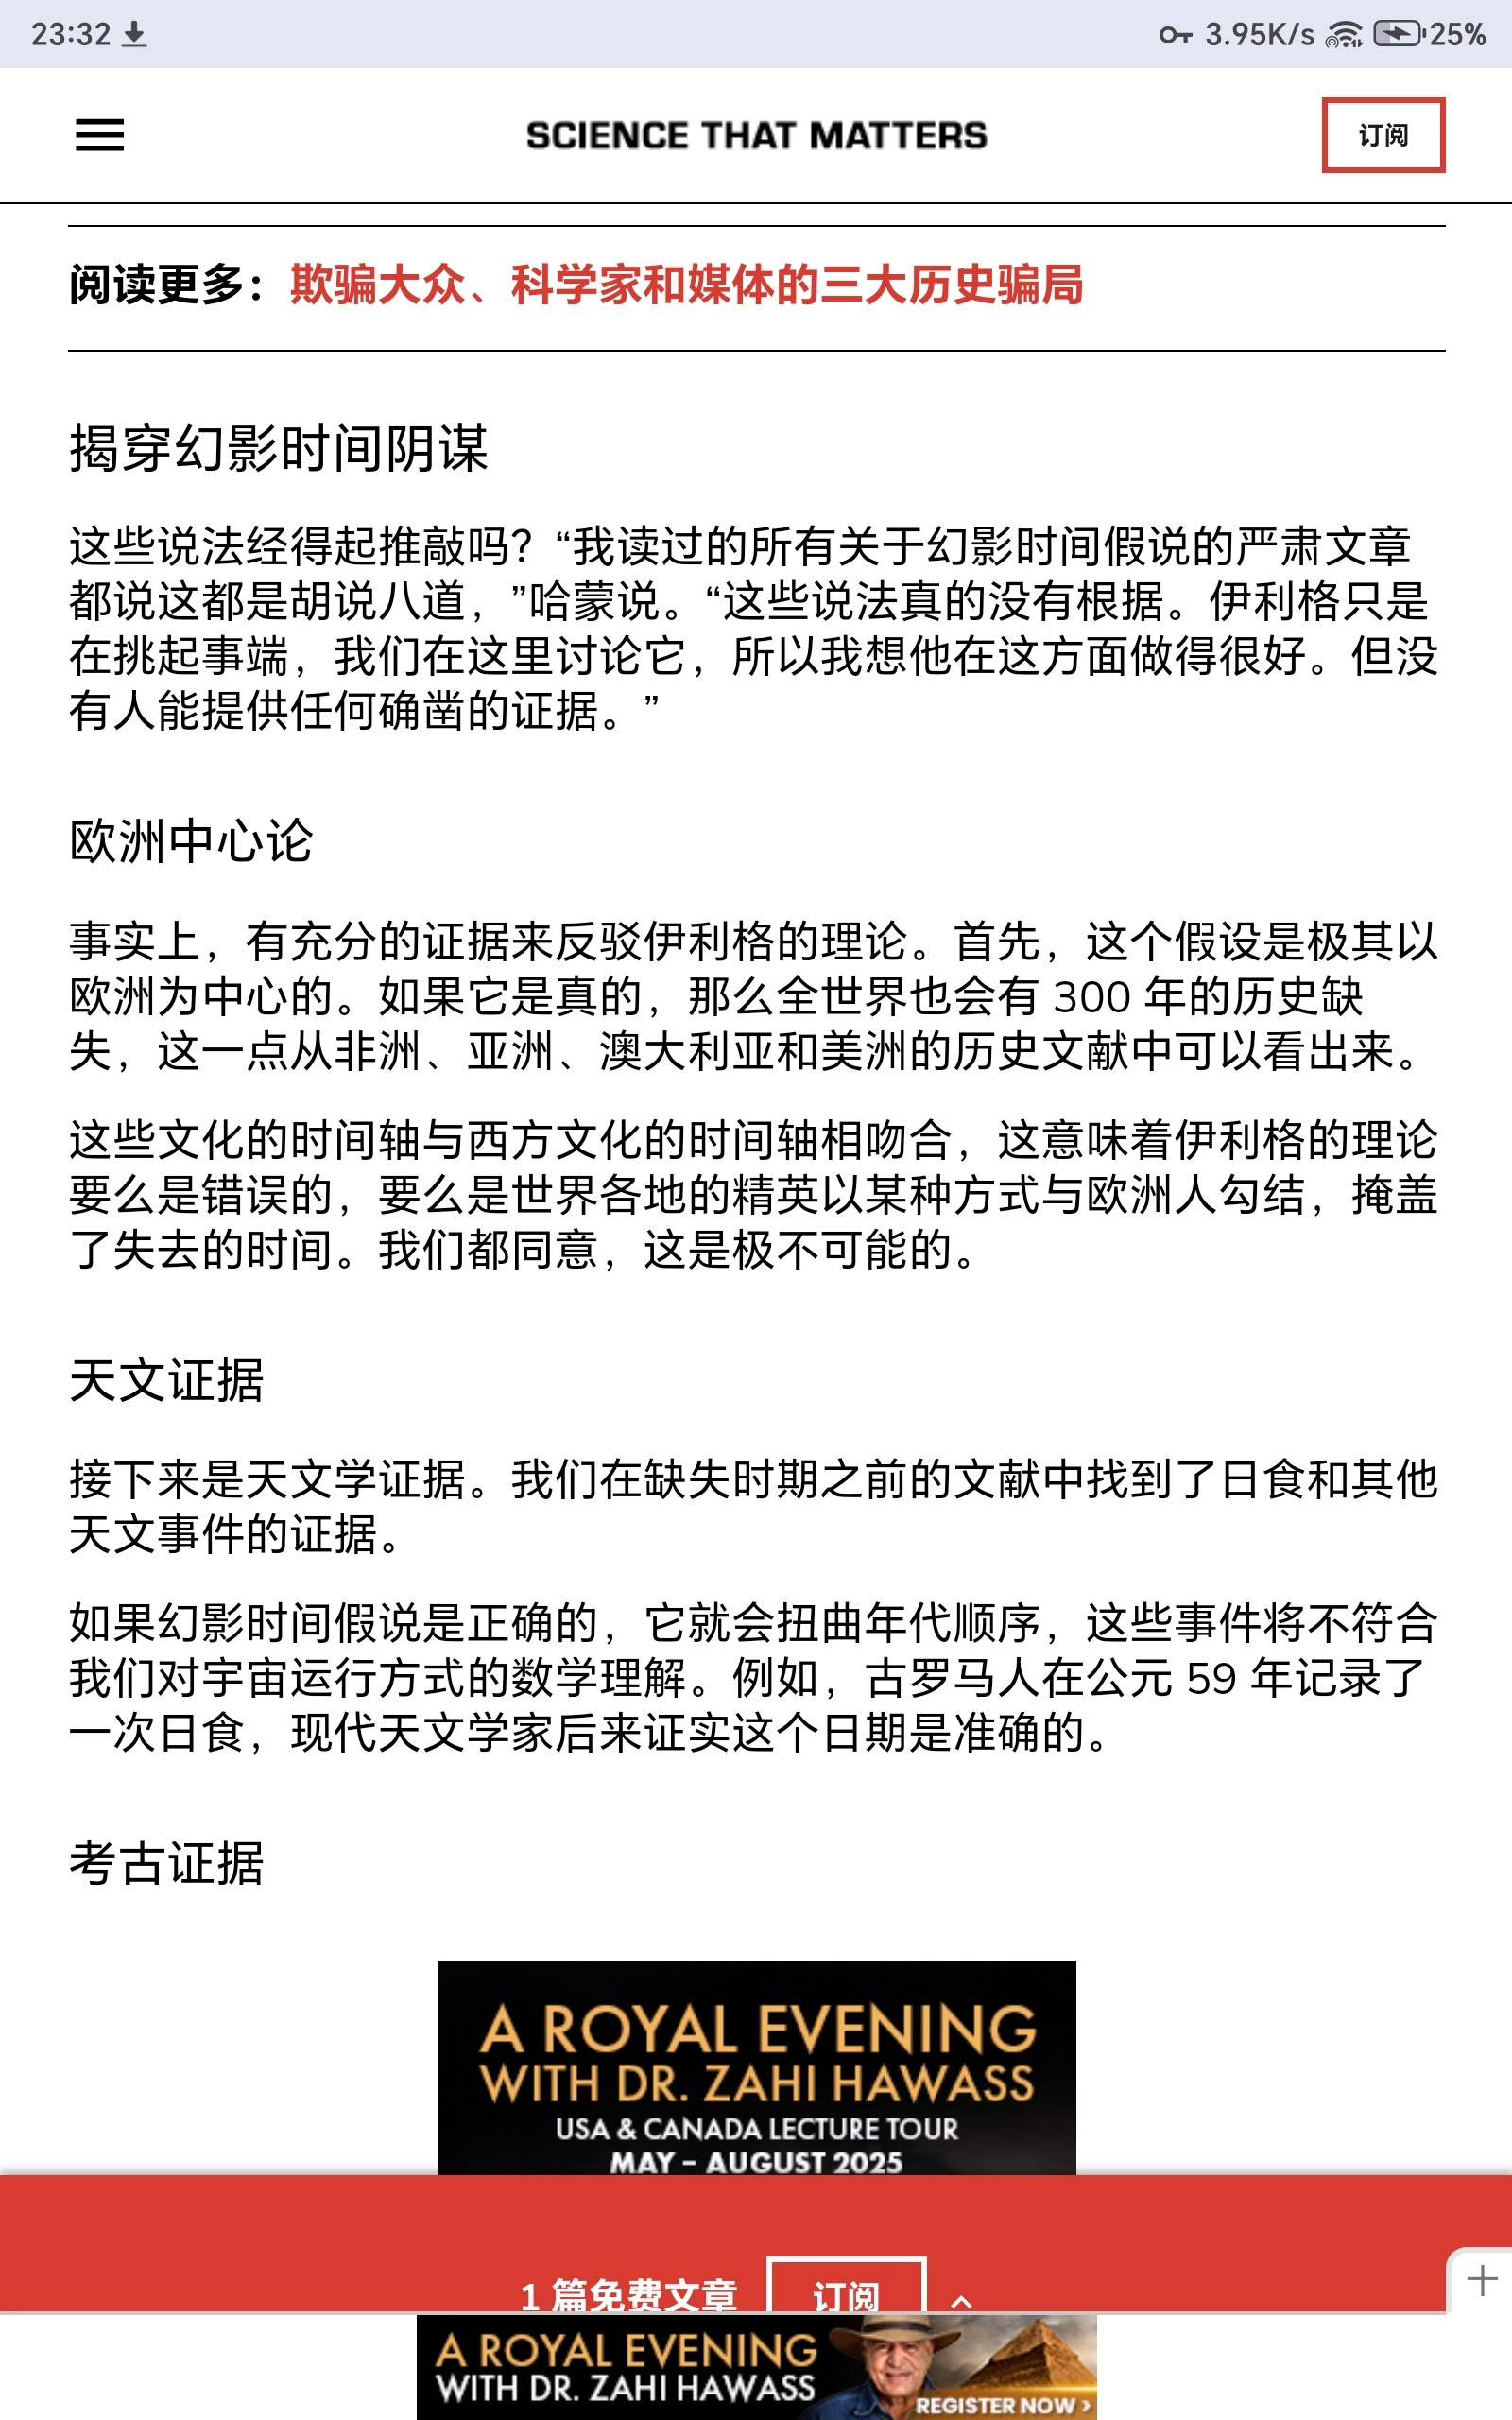 23:32
3.95K/s
25%
SCIENCE THAT MATTERS
订阅
阅读更多：欺骗大众、科学家和媒体的三大历史骗局
揭穿幻影时间阴谋
这些说法经得起推敲吗？“我读过的所有关于幻影时间假说的严肃文章
都说这都是胡说八道，”哈蒙说。“这些说法真的没有根据。伊利格只是
在挑起事端，我们在这里讨论它，所以我想他在这方面做得很好。但没
有人能提供任何确凿的证据。”
欧洲中心论
事实上，有充分的证据来反驳伊利格的理论。首先，这个假设是极其以
欧洲为中心的。如果它是真的，那么全世界也会有 300 年的历史缺
失，这一点从非洲、亚洲、澳大利亚和美洲的历史文献中可以看出来。
这些文化的时间轴与西方文化的时间轴相吻合，这意味着伊利格的理论
要么是错误的，要么是世界各地的精英以某种方式与欧洲人勾结，掩盖
了失去的时间。我们都同意，这是极不可能的。
天文证据
接下来是天文学证据。我们在缺失时期之前的文献中找到了日食和其他
天文事件的证据。
如果幻影时间假说是正确的，它就会扭曲年代顺序，这些事件将不符合
我们对宇宙运行方式的数学理解。例如，古罗马人在公元 59 年记录了
一次日食，现代天文学家后来证实这个日期是准确的。
考古证据
A ROYAL EVENING
WITH DR. ZAHI HAWASS
USA & CANADA LECTURE TOUR
MAY – AUGUST 2025
1 篇免费文章
订阅
A ROYAL EVENING
WITH DR. ZAHI HAWASS
REGISTER NOW ›